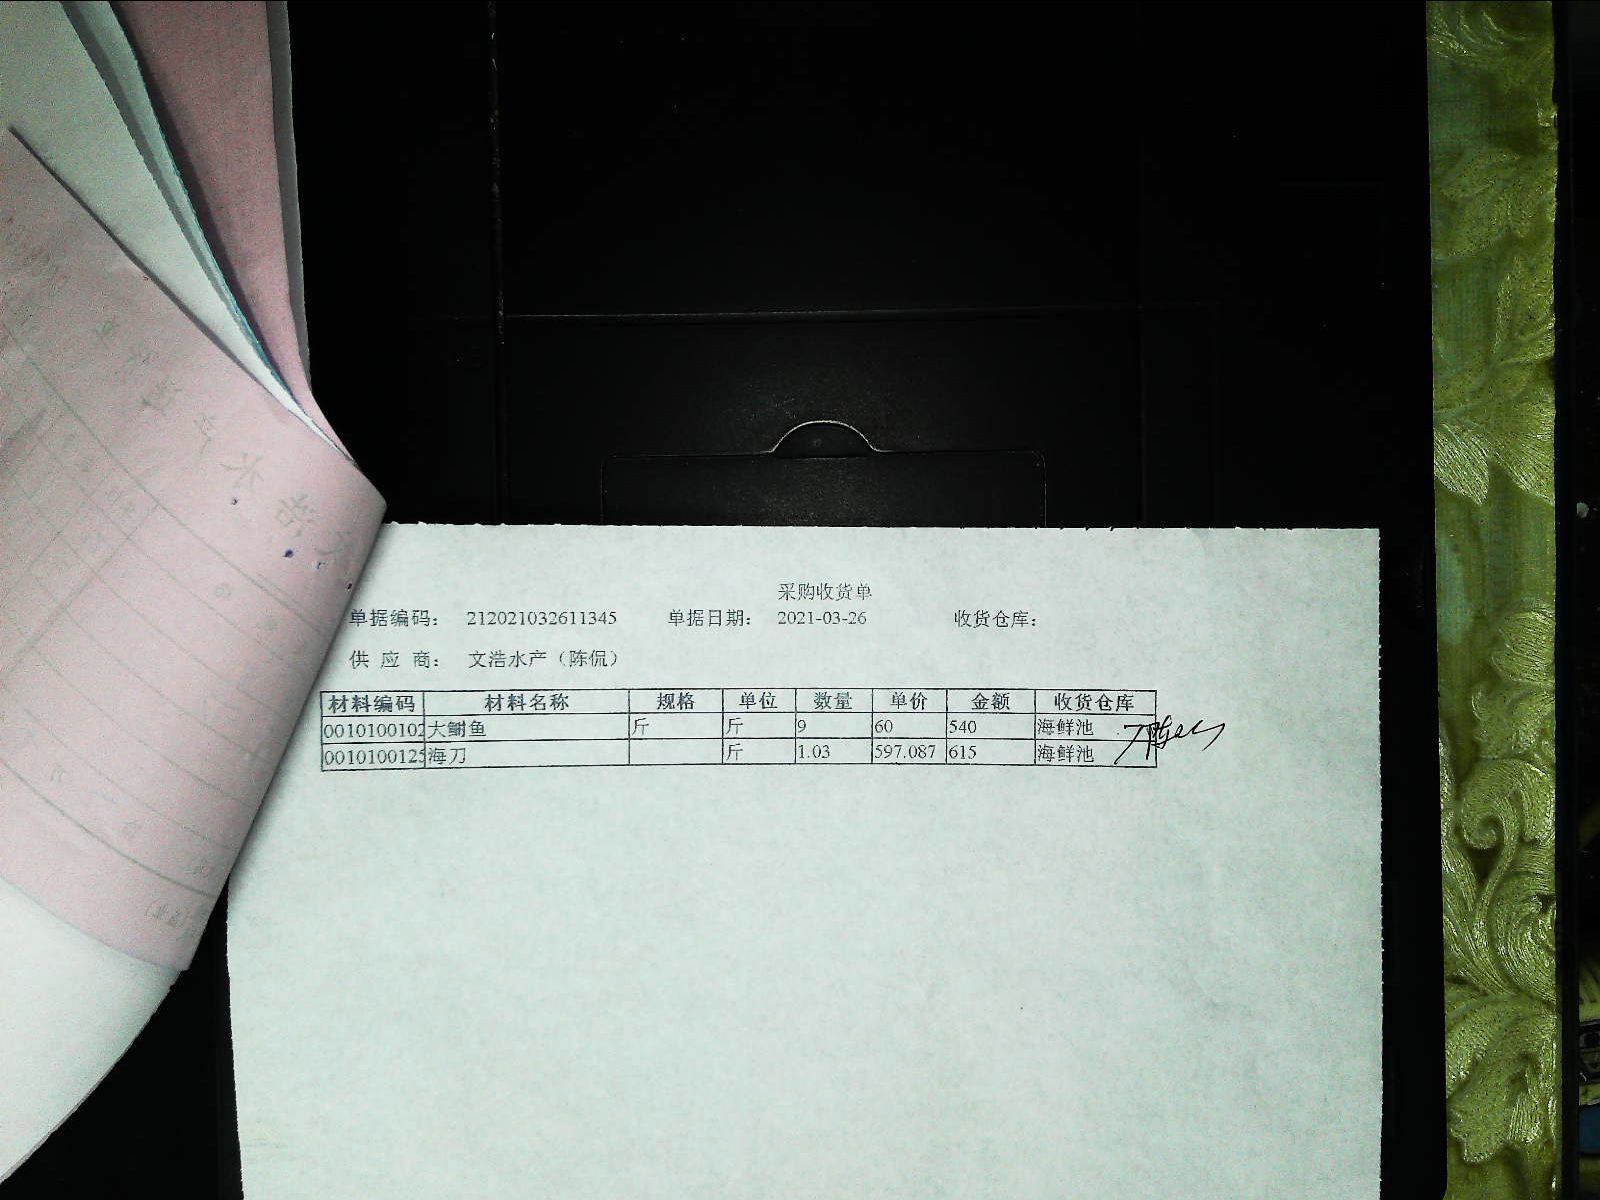 采购收货单
单据编码： 212021032611345 单据日期： 2021-03-26 收货仓库：
供 应 商： 文浩水产（陈侃）
材料编码 材料名称 规格 单位 数量 单价 金额 收货仓库
0010100102 大鲥鱼 斤 斤 9 60 540 海鲜池
0010100125 海刀 斤 1.03 597.087 615 海鲜池